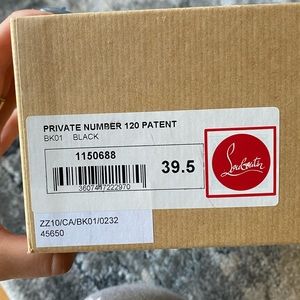 PRIVATE NUMBER 120 PATENT
BK01 BLACK
1150688
39.5
Louboutin
ZZ10/CA/BK01/0232
45650